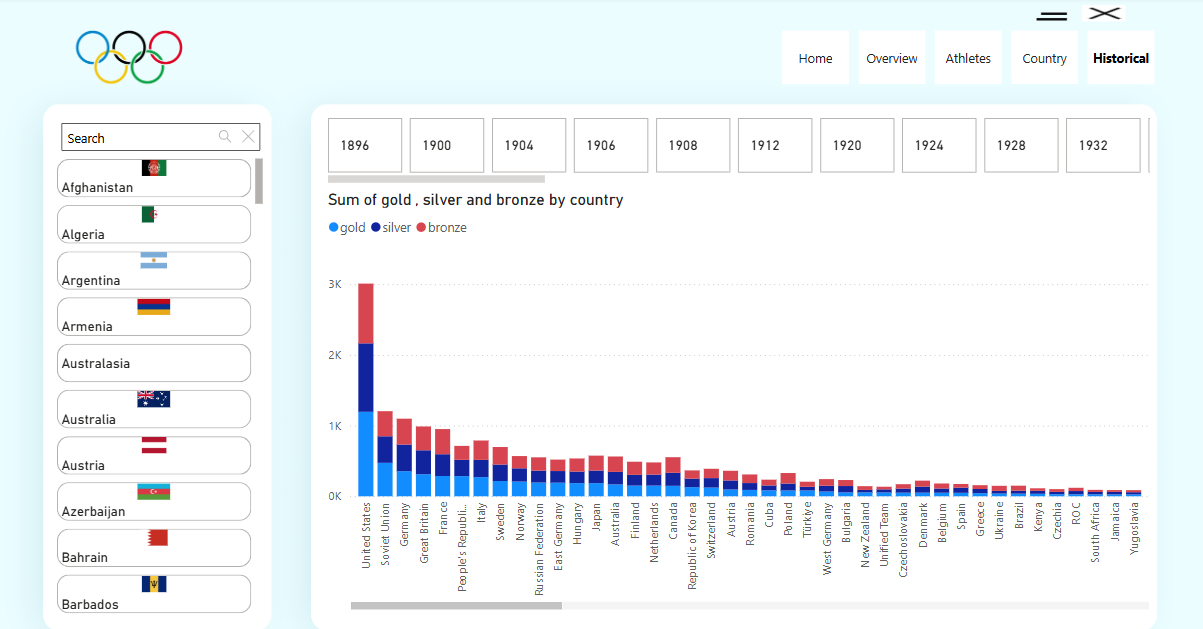 Home
Overview
Athletes
Country
Historical
Search
Afghanistan
Algeria
Argentina
Armenia
Australasia
Australia
Austria
Azerbaijan
Bahrain
Barbados
1896
1900
1904
1906
1908
1912
1920
1924
1928
1932
Sum of gold , silver and bronze by country
gold
silver
bronze
3K
2K
1K
0K
United States
Soviet Union
Germany
Great Britain
France
People's Republi...
Italy
Sweden
Norway
Russian Federation
East Germany
Hungary
Japan
Australia
Finland
Netherlands
Canada
Republic of Korea
Switzerland
Austria
Romania
Cuba
Poland
Türkiye
West Germany
Bulgaria
New Zealand
Unified Team
Czechoslovakia
Denmark
Belgium
Spain
Greece
Ukraine
Brazil
Kenya
Czechia
ROC
South Africa
Jamaica
Yugoslavia